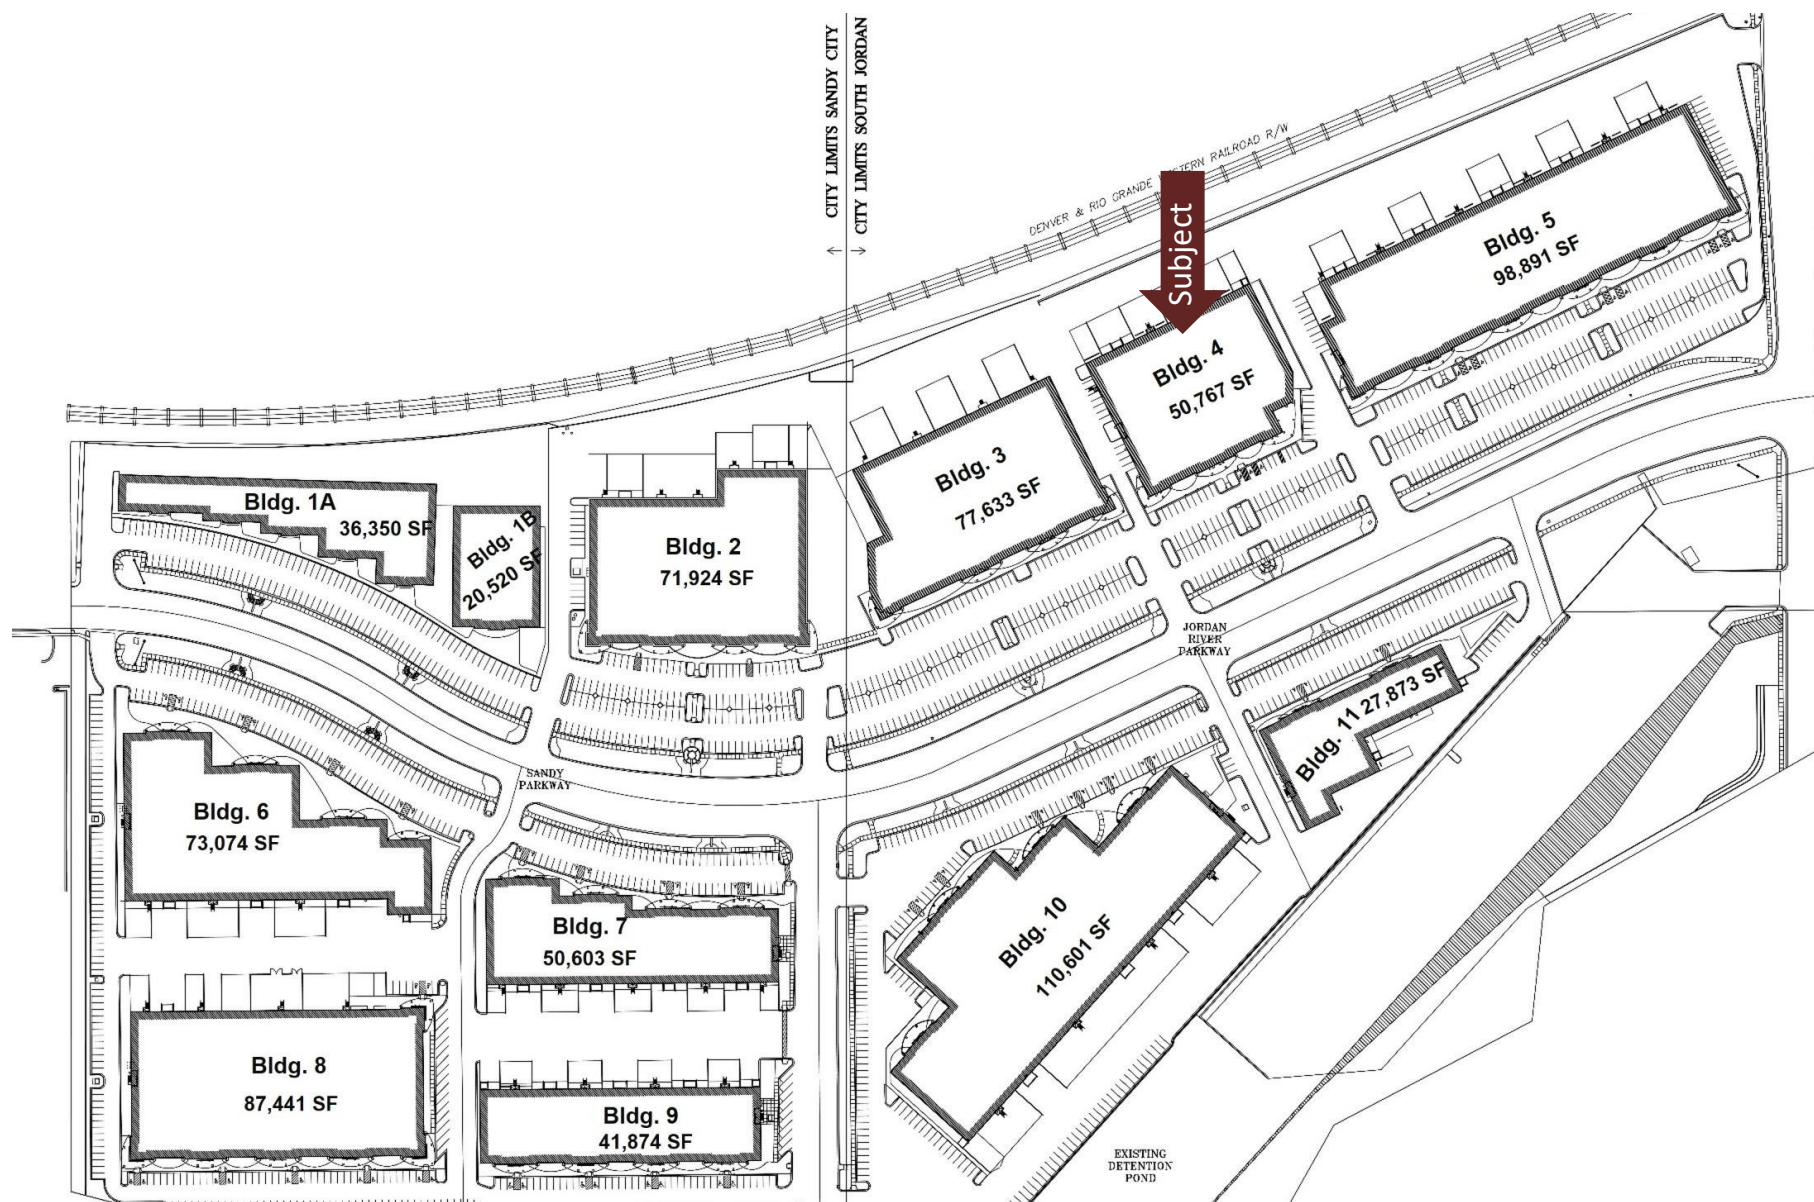 CITY LIMITS SANDY CITY
CITY LIMITS SOUTH JORDAN
DENVER & RIO GRANDE WESTERN RAILROAD R/W
Subject
Bldg. 5
98,891 SF
Bldg. 4
50,767 SF
Bldg. 3
77,633 SF
Bldg. 1A
36,350 SF
Bldg. 1B
20,520 SF
Bldg. 2
71,924 SF
JORDAN
RIVER
PARKWAY
Bldg. 11 27,873 SF
SANDY
PARKWAY
Bldg. 6
73,074 SF
Bldg. 7
50,603 SF
Bldg. 10
110,601 SF
Bldg. 8
87,441 SF
Bldg. 9
41,874 SF
EXISTING
DETENTION
POND